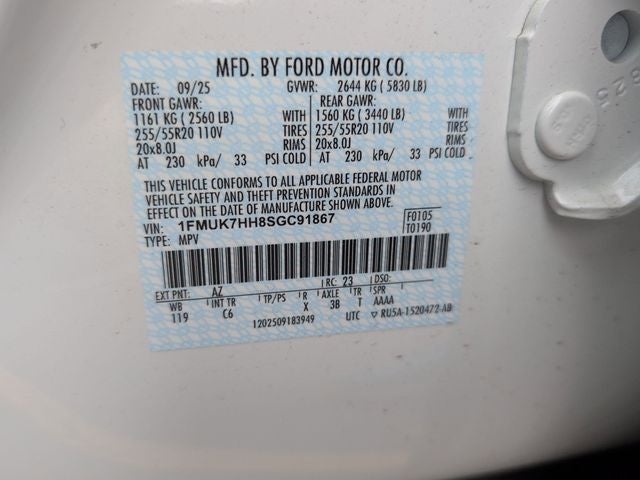 MFD. BY FORD MOTOR CO.
DATE: 09/25 GVWR: 2644 KG ( 5830 LB)
FRONT GAWR: REAR GAWR:
1161 KG ( 2560 LB) WITH 1560 KG ( 3440 LB) WITH
255/55R20 110V TIRES 255/55R20 110V TIRES
20x8.0J RIMS 20x8.0J RIMS
AT 230 kPa/ 33 PSI COLD AT 230 kPa/ 33 PSI COLD
THIS VEHICLE CONFORMS TO ALL APPLICABLE FEDERAL MOTOR
VEHICLE SAFETY AND THEFT PREVENTION STANDARDS IN
EFFECT ON THE DATE OF MANUFACTURE SHOWN ABOVE.
VIN: 1FMUK7HH8SGC91867 F0105
TYPE: MPV T0190
EXT PNT: AZ RC: 23 DSO:
WB INT TR TP/PS R AXLE TR SPR
119 C6 X 3B T AAAA
1202509183949 UTC ▽ RU5A-1520472-AB